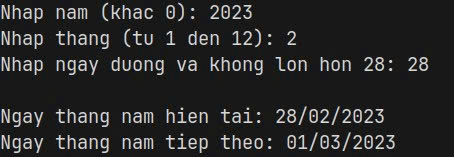 Nhap nam (khac 0): 2023
Nhap thang (tu 1 den 12): 2
Nhap ngay duong va khong lon hon 28: 28
Ngay thang nam hien tai: 28/02/2023
Ngay thang nam tiep theo: 01/03/2023